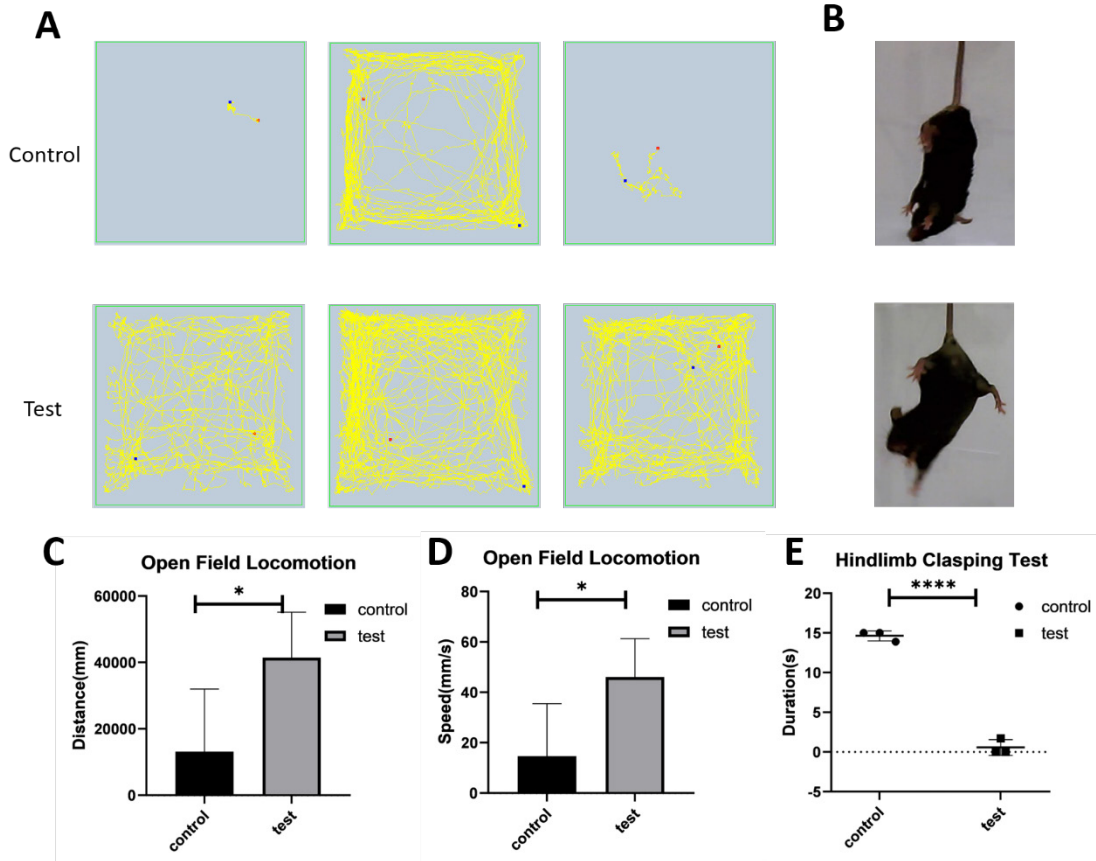 A
B
Control
Test
C
Open Field Locomotion
*
Distance(mm)
60000
40000
20000
0
control
test
control
test
D
Open Field Locomotion
*
Speed(mm/s)
80
60
40
20
0
control
test
control
test
E
Hindlimb Clasping Test
****
Duration(s)
20
15
10
5
0
-5
control
test
control
test